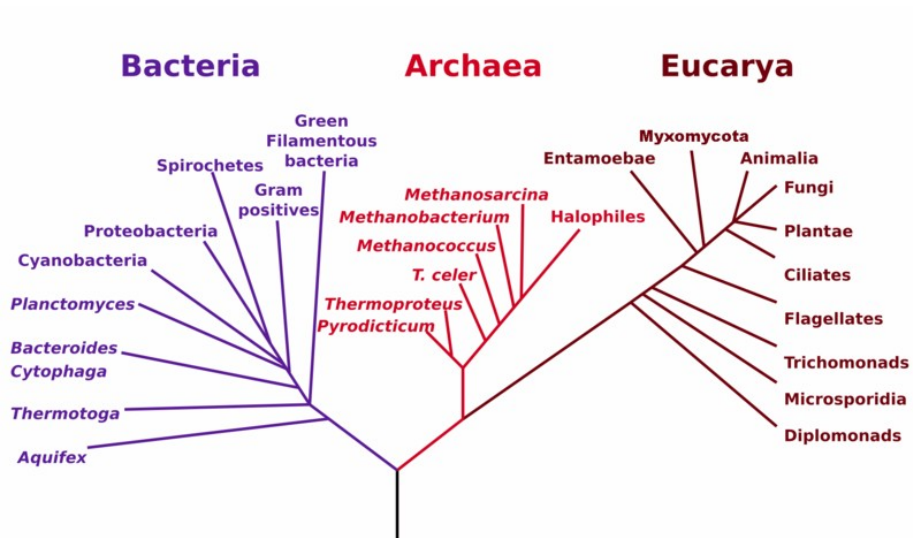 Bacteria
Archaea
Eucarya
Green
Filamentous
bacteria
Spirochetes
Gram
positives
Proteobacteria
Cyanobacteria
Planctomyces
Bacteroides
Cytophaga
Thermotoga
Aquifex
Methanosarcina
Methanobacterium
Halophiles
Methanococcus
T. celer
Thermoproteus
Pyrodicticum
Myxomycota
Entamoebae
Animalia
Fungi
Plantae
Ciliates
Flagellates
Trichomonads
Microsporidia
Diplomonads